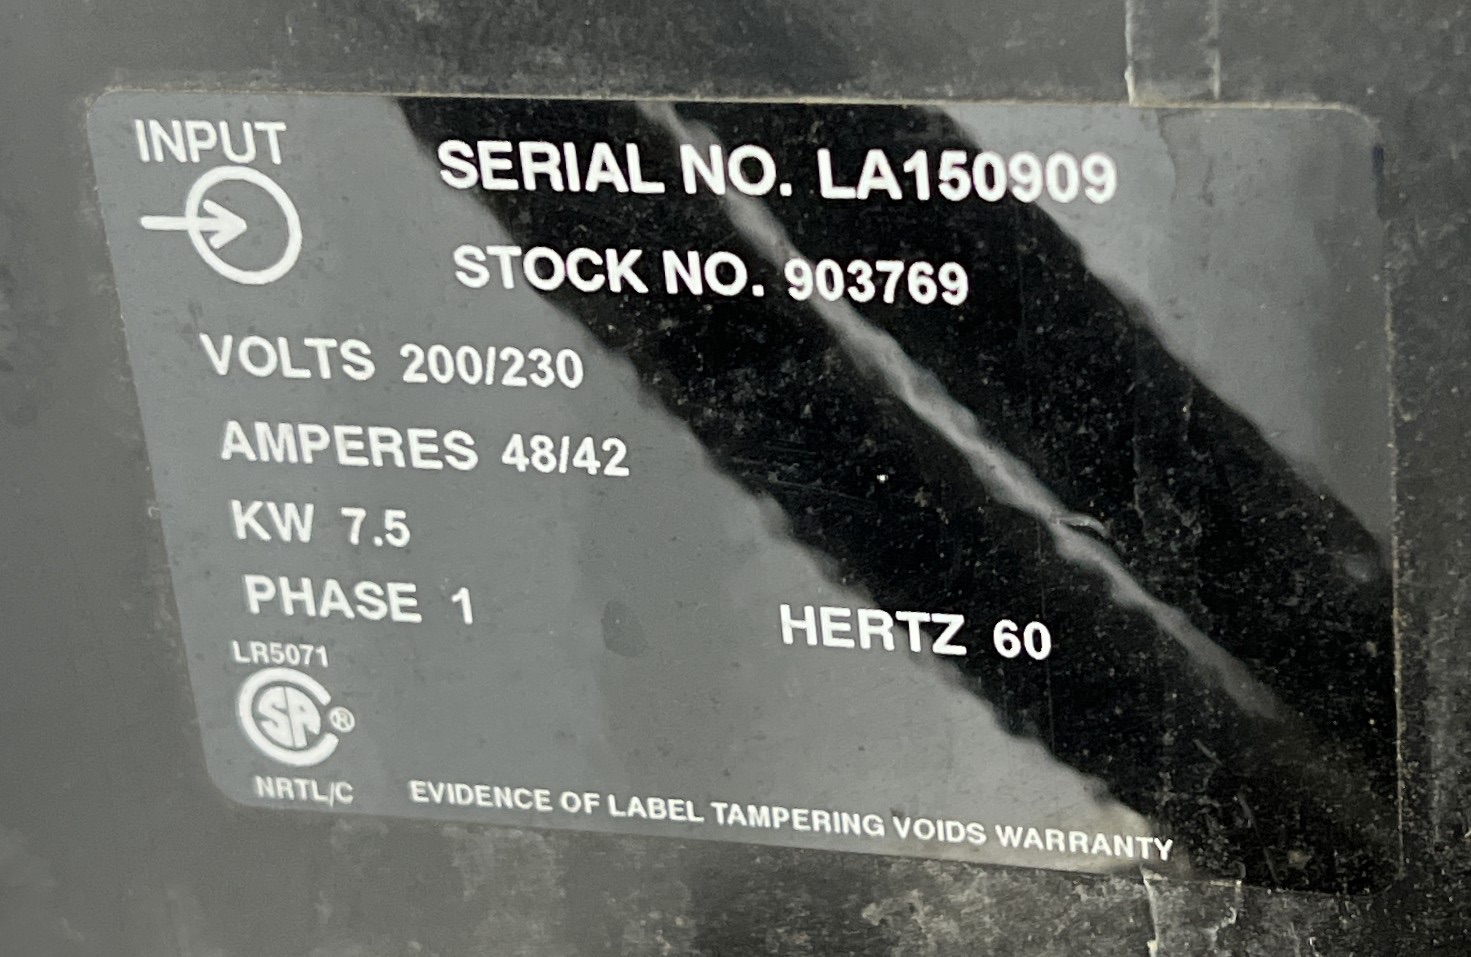 INPUT
SERIAL NO. LA150909
STOCK NO. 903769
VOLTS 200/230
AMPERES 48/42
KW 7.5
PHASE 1
HERTZ 60
LR5071
SA®
NRTL/C
EVIDENCE OF LABEL TAMPERING VOIDS WARRANTY